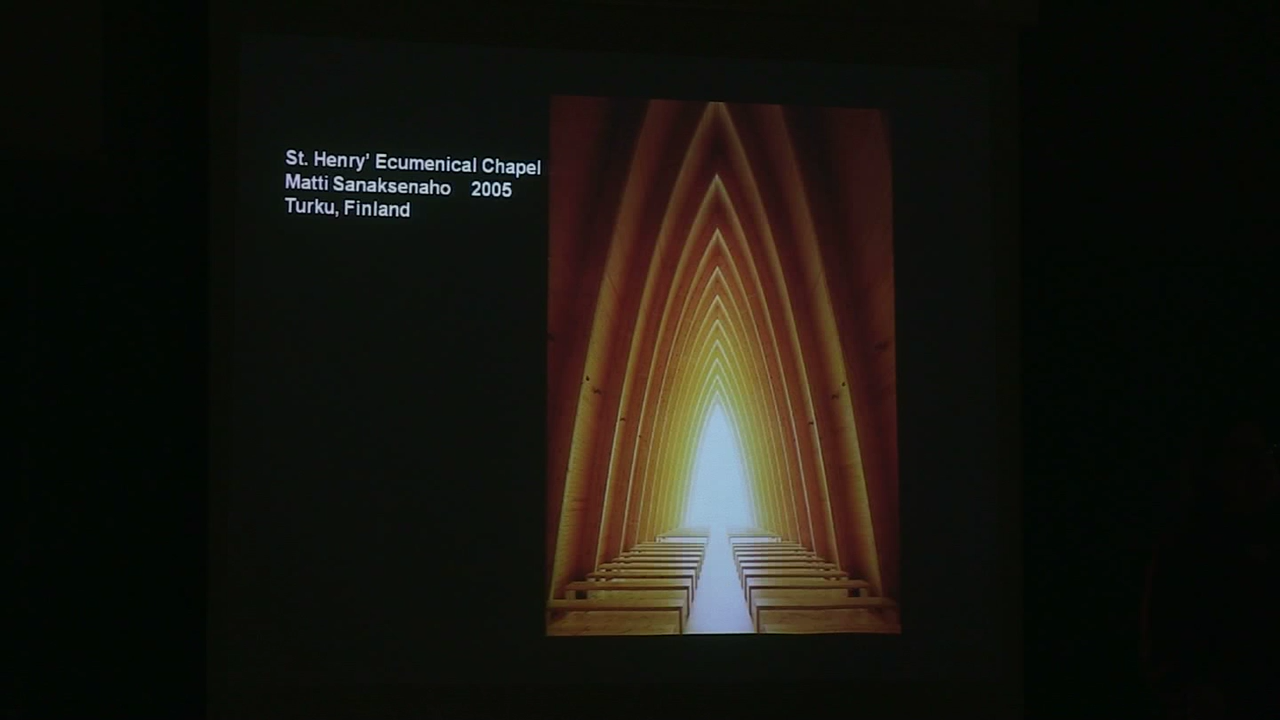 St. Henry' Ecumenical Chapel
Matti Sanaksenaho 2005
Turku, Finland